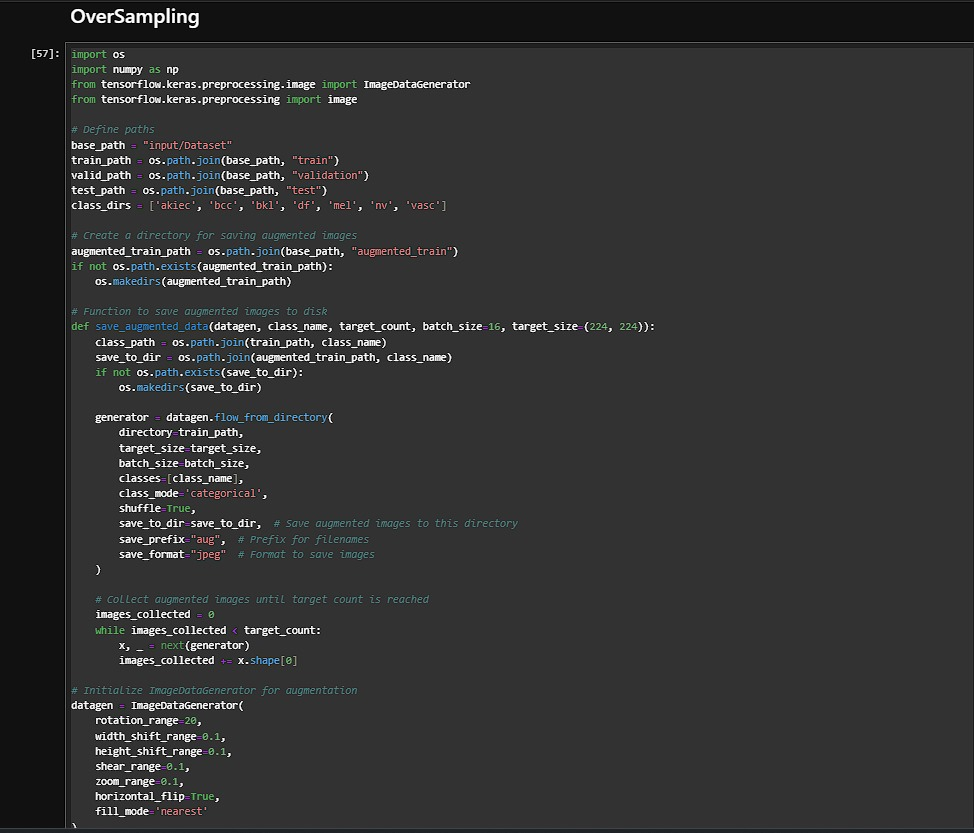 OverSampling
[57]:
import os
import numpy as np
from tensorflow.keras.preprocessing.image import ImageDataGenerator
from tensorflow.keras.preprocessing import image

# Define paths
base_path = "input/Dataset"
train_path = os.path.join(base_path, "train")
valid_path = os.path.join(base_path, "validation")
test_path = os.path.join(base_path, "test")
class_dirs = ['akiec', 'bcc', 'bkl', 'df', 'mel', 'nv', 'vasc']

# Create a directory for saving augmented images
augmented_train_path = os.path.join(base_path, "augmented_train")
if not os.path.exists(augmented_train_path):
    os.makedirs(augmented_train_path)

# Function to save augmented images to disk
def save_augmented_data(datagen, class_name, target_count, batch_size=16, target_size=(224, 224)):
    class_path = os.path.join(train_path, class_name)
    save_to_dir = os.path.join(augmented_train_path, class_name)
    if not os.path.exists(save_to_dir):
        os.makedirs(save_to_dir)

    generator = datagen.flow_from_directory(
        directory=train_path,
        target_size=target_size,
        batch_size=batch_size,
        classes=[class_name],
        class_mode='categorical',
        shuffle=True,
        save_to_dir=save_to_dir,  # Save augmented images to this directory
        save_prefix="aug",  # Prefix for filenames
        save_format="jpeg"  # Format to save images
    )

    # Collect augmented images until target count is reached
    images_collected = 0
    while images_collected < target_count:
        x, _ = next(generator)
        images_collected += x.shape[0]

# Initialize ImageDataGenerator for augmentation
datagen = ImageDataGenerator(
    rotation_range=20,
    width_shift_range=0.1,
    height_shift_range=0.1,
    shear_range=0.1,
    zoom_range=0.1,
    horizontal_flip=True,
    fill_mode='nearest'
)